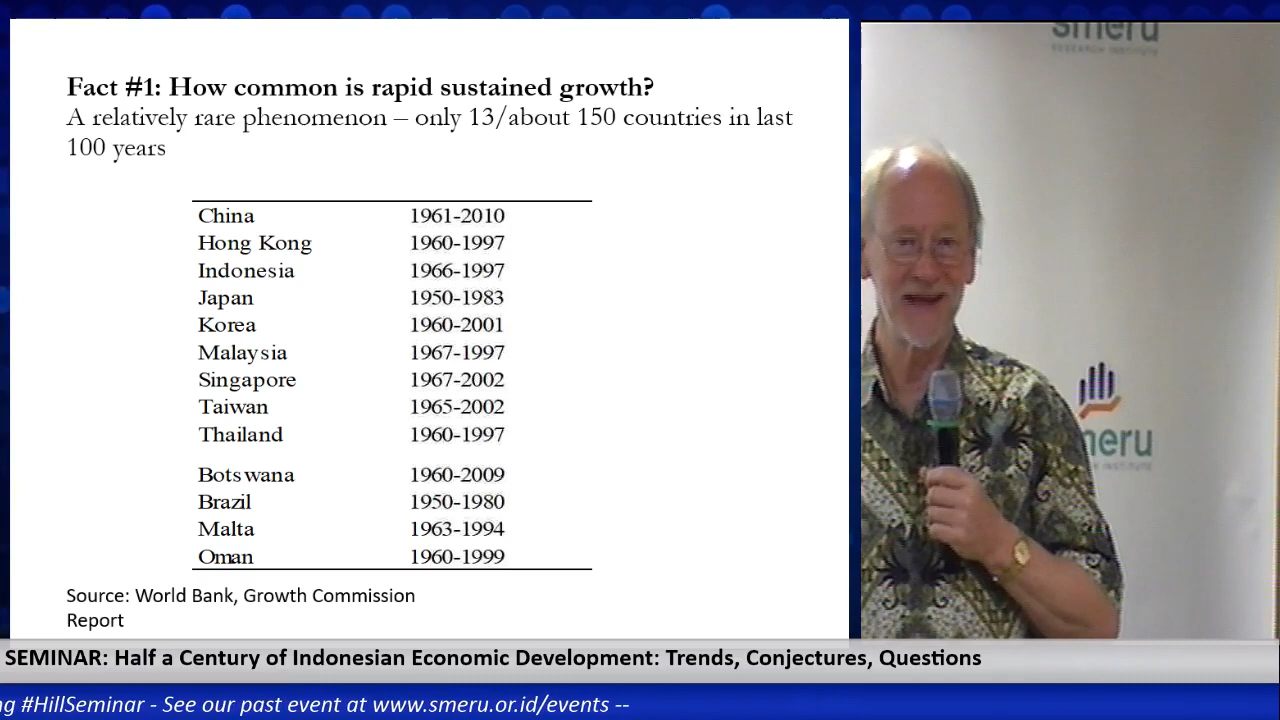 Fact #1: How common is rapid sustained growth?
A relatively rare phenomenon – only 13/about 150 countries in last
100 years
China 1961-2010
Hong Kong 1960-1997
Indonesia 1966-1997
Japan 1950-1983
Korea 1960-2001
Malaysia 1967-1997
Singapore 1967-2002
Taiwan 1965-2002
Thailand 1960-1997
Botswana 1960-2009
Brazil 1950-1980
Malta 1963-1994
Oman 1960-1999
Source: World Bank, Growth Commission
Report
smeru
RESEARCH INSTITUTE
smeru
SEMINAR: Half a Century of Indonesian Economic Development: Trends, Conjectures, Questions
#HillSeminar - See our past event at www.smeru.or.id/events --